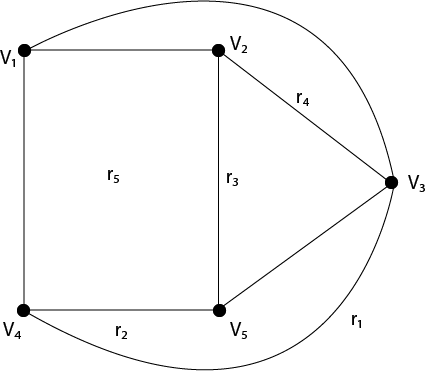 V₁
V₂
r₄
r₅
r₃
V₃
V₄
r₂
V₅
r₁